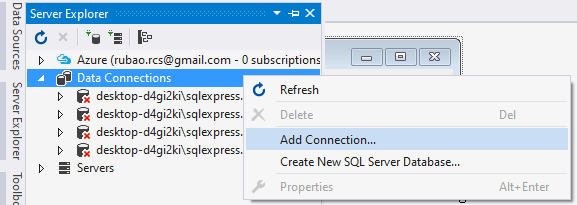 Data Sources
Server Explorer
Toolbo
Server Explorer
Azure (rubao.rcs@gmail.com - 0 subscriptions
Data Connections
desktop-d4gi2ki\sqlexpress.
desktop-d4gi2ki\sqlexpress.
desktop-d4gi2ki\sqlexpress.
desktop-d4gi2ki\sqlexpress.
Servers
Refresh
Delete Del
Add Connection...
Create New SQL Server Database...
Properties Alt+Enter